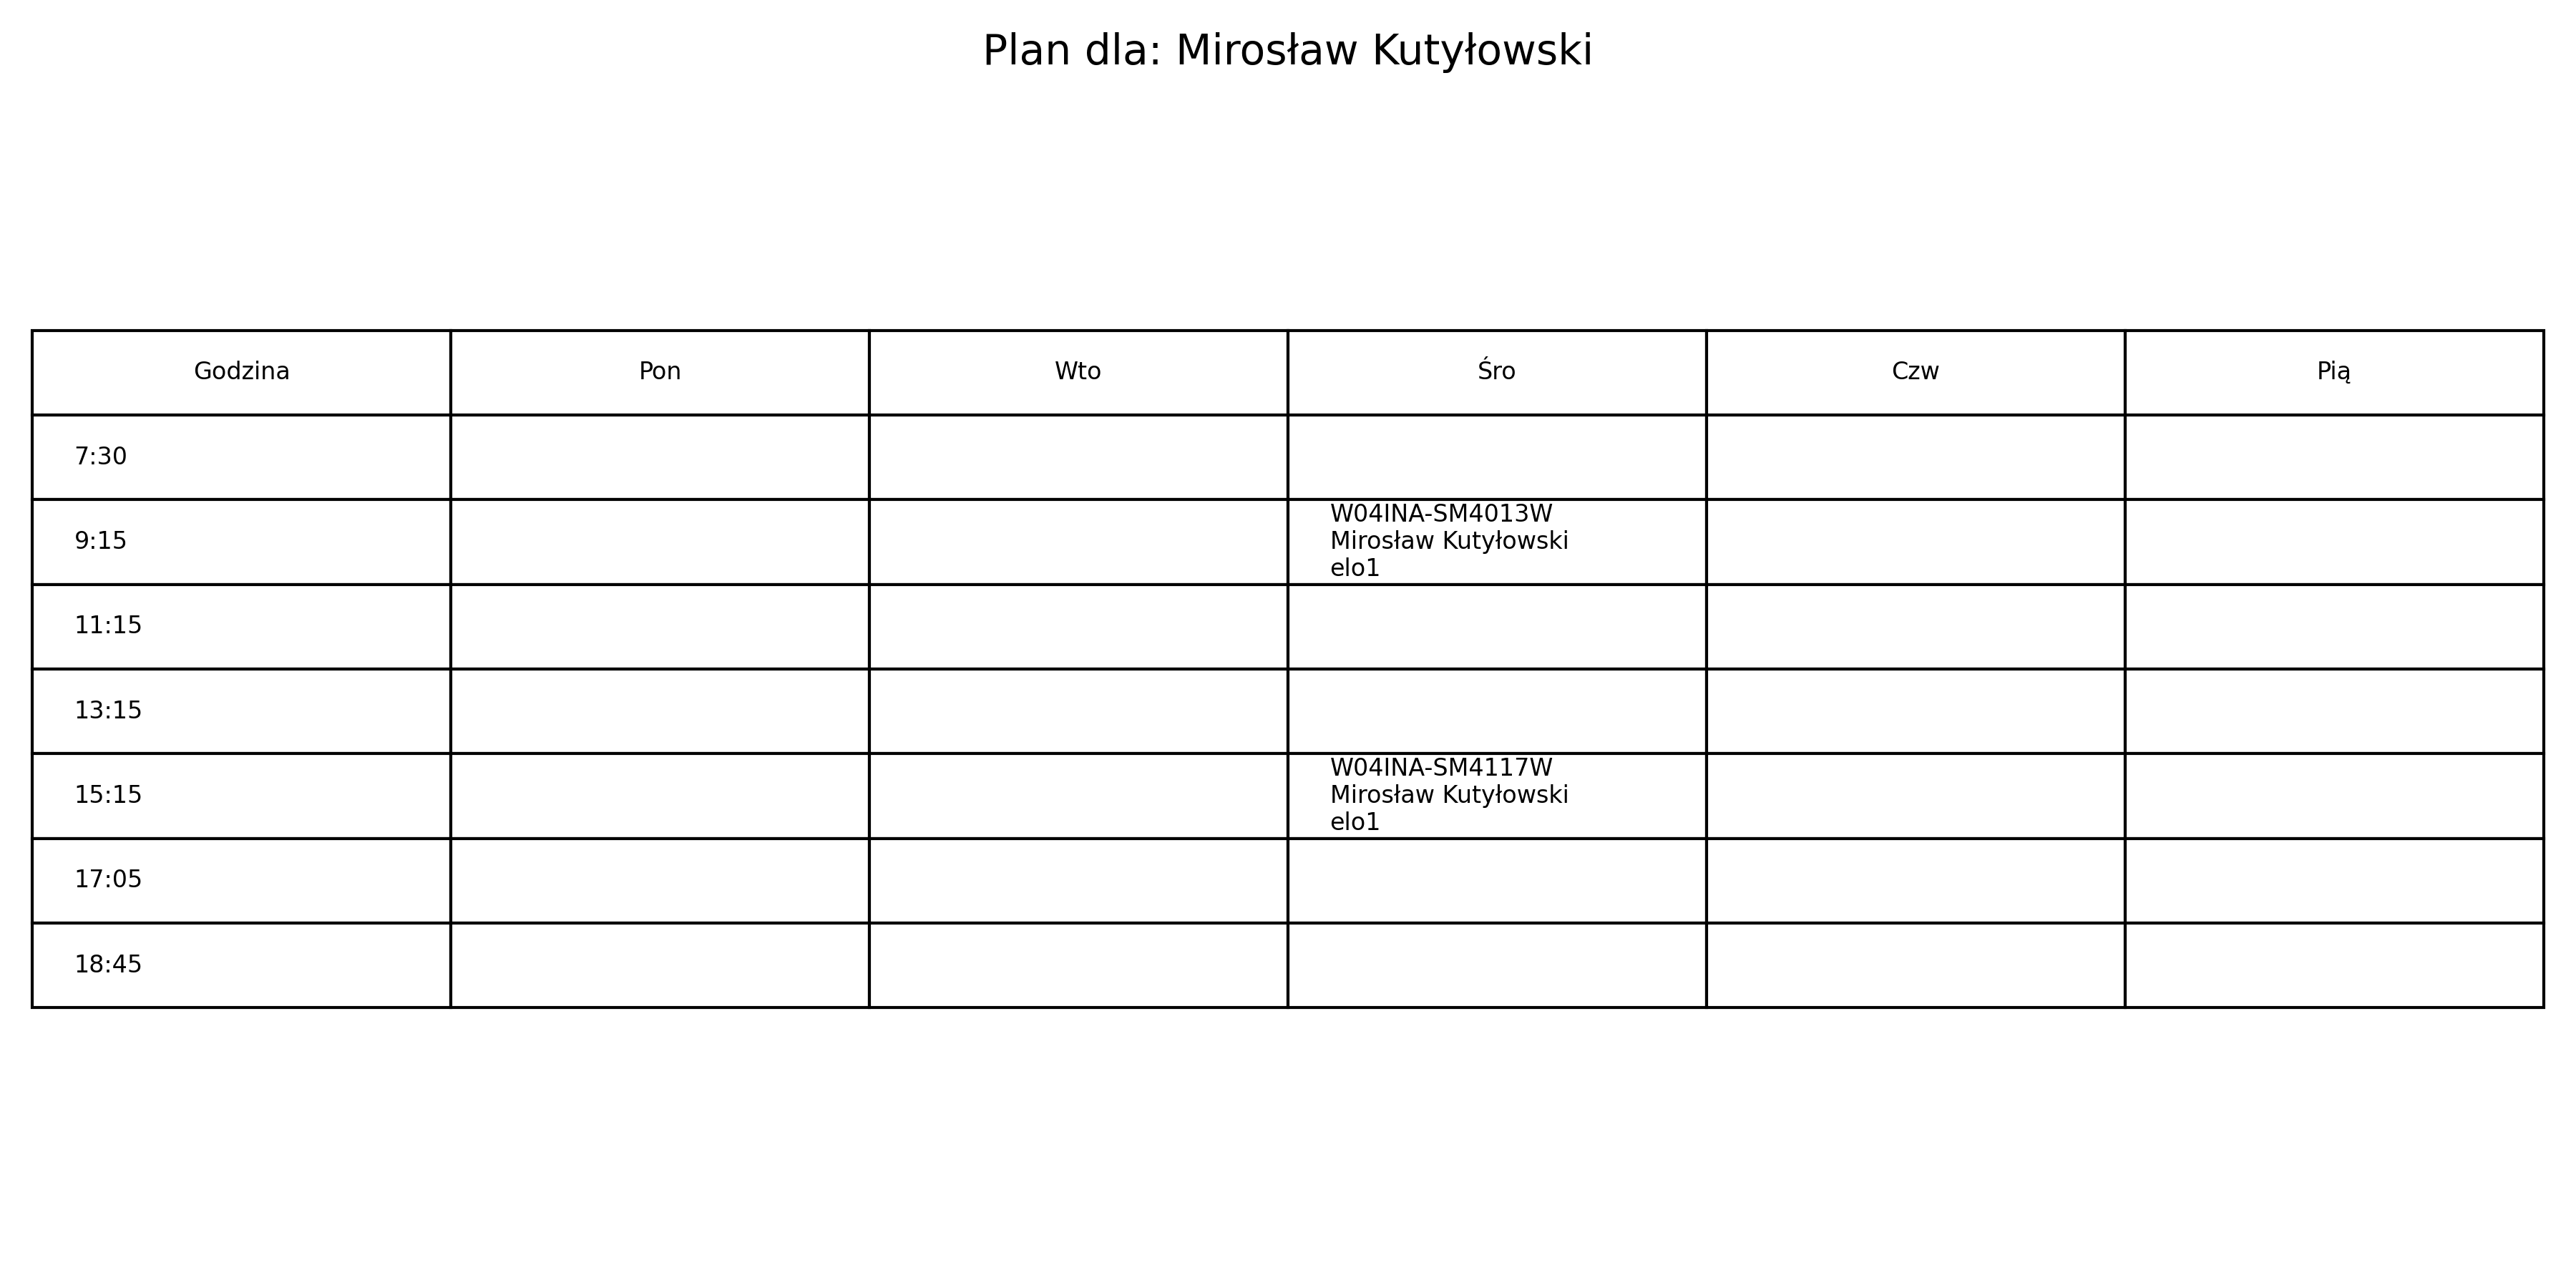 Plan dla: Mirosław Kutyłowski
Godzina Pon Wto Śro Czw Pią
7:30
9:15
W04INA-SM4013W
Mirosław Kutyłowski
elo1
11:15
13:15
15:15
W04INA-SM4117W
Mirosław Kutyłowski
elo1
17:05
18:45